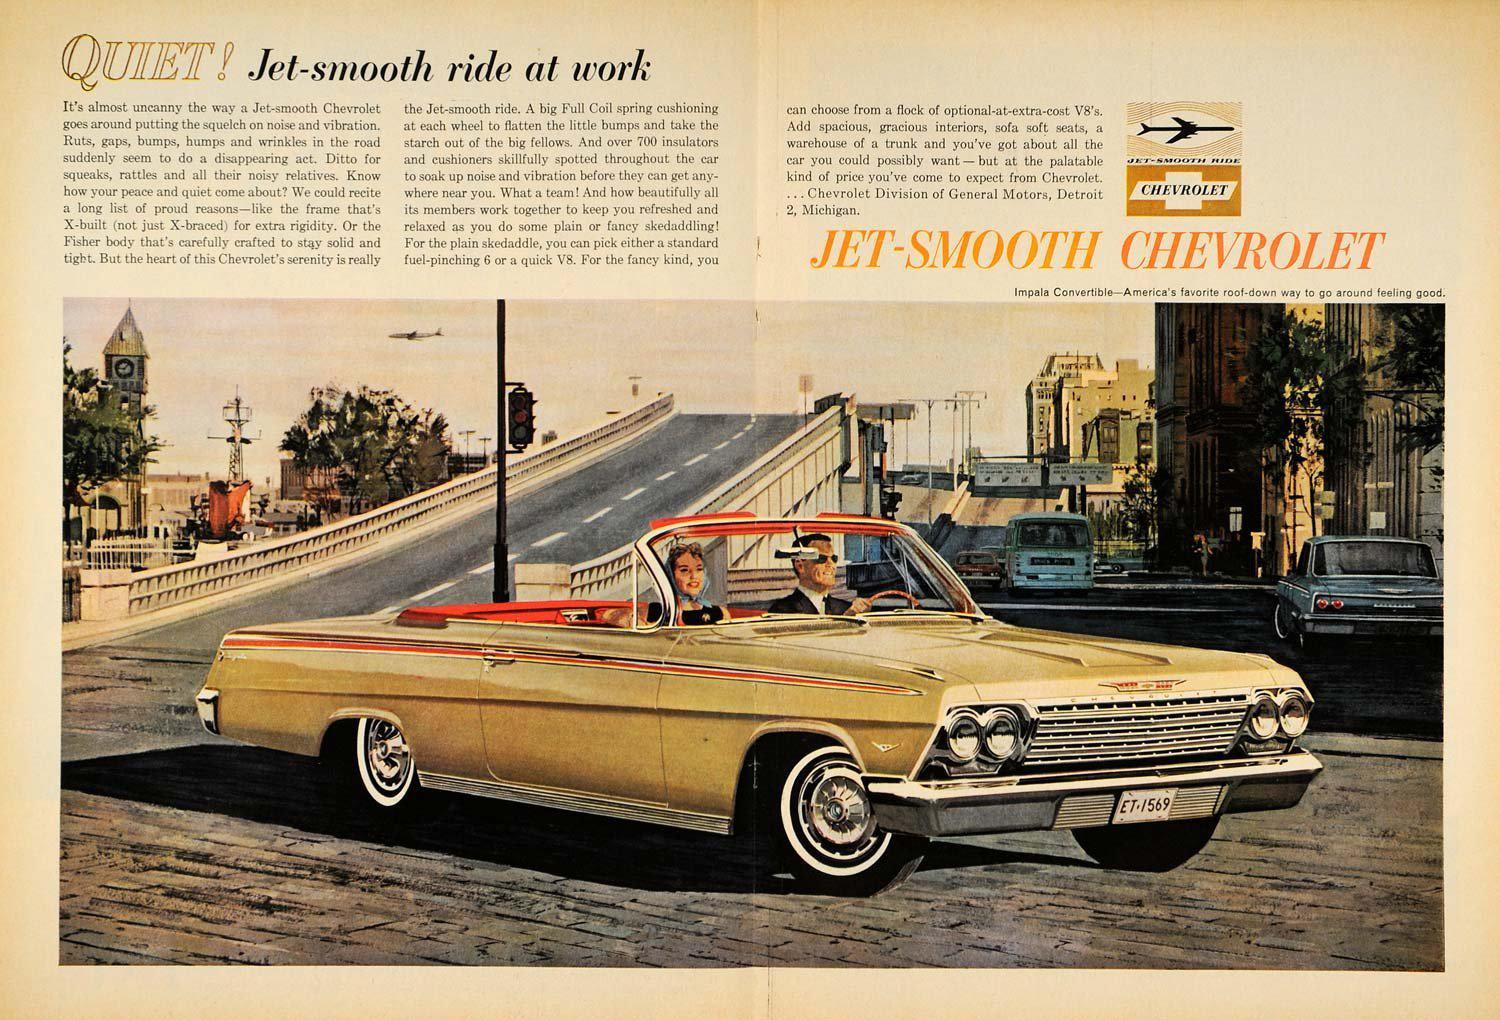 QUIET! Jet-smooth ride at work
It's almost uncanny the way a Jet-smooth Chevrolet
goes around putting the squelch on noise and vibration.
Ruts, gaps, bumps, humps and wrinkles in the road
suddenly seem to do a disappearing act. Ditto for
squeaks, rattles and all their noisy relatives. Know
how your peace and quiet come about? We could recite
a long list of proud reasons—like the frame that's
X-built (not just X-braced) for extra rigidity. Or the
Fisher body that's carefully crafted to stay solid and
tight. But the heart of this Chevrolet's serenity is really
the Jet-smooth ride. A big Full Coil spring cushioning
at each wheel to flatten the little bumps and take the
starch out of the big fellows. And over 700 insulators
and cushioners skillfully spotted throughout the car
to soak up noise and vibration before they can get any-
where near you. What a team! And how beautifully all
its members work together to keep you refreshed and
relaxed as you do some plain or fancy skedaddling!
For the plain skedaddle, you can pick either a standard
fuel-pinching 6 or a quick V8. For the fancy kind, you
can choose from a flock of optional-at-extra-cost V8's.
Add spacious, gracious interiors, sofa soft seats, a
warehouse of a trunk and you've got about all the
car you could possibly want—but at the palatable
kind of price you've come to expect from Chevrolet.
. . . Chevrolet Division of General Motors, Detroit
2, Michigan.
JET-SMOOTH RIDE
CHEVROLET
JET-SMOOTH CHEVROLET
Impala Convertible—America's favorite roof-down way to go around feeling good.
CHEVROLET
ET·1569